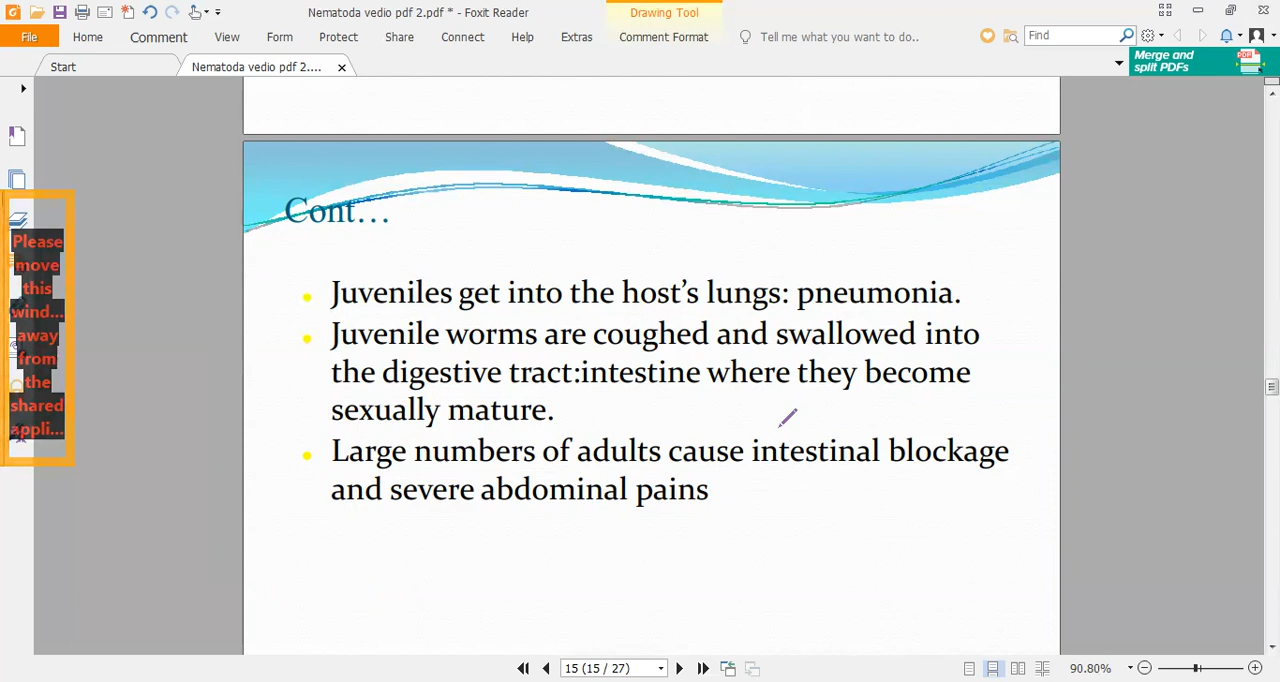 Nematoda vedio pdf 2.pdf * - Foxit Reader
Drawing Tool
File Home Comment View Form Protect Share Connect Help Extras Comment Format Tell me what you want to do.. Find
Start Nematoda vedio pdf 2.... Merge and
split PDFs
Please
move
this
wind...
away
from
the
shared
appli...
Cont...
Juveniles get into the host's lungs: pneumonia.
Juvenile worms are coughed and swallowed into
the digestive tract:intestine where they become
sexually mature.
Large numbers of adults cause intestinal blockage
and severe abdominal pains
15 (15 / 27) 90.80%